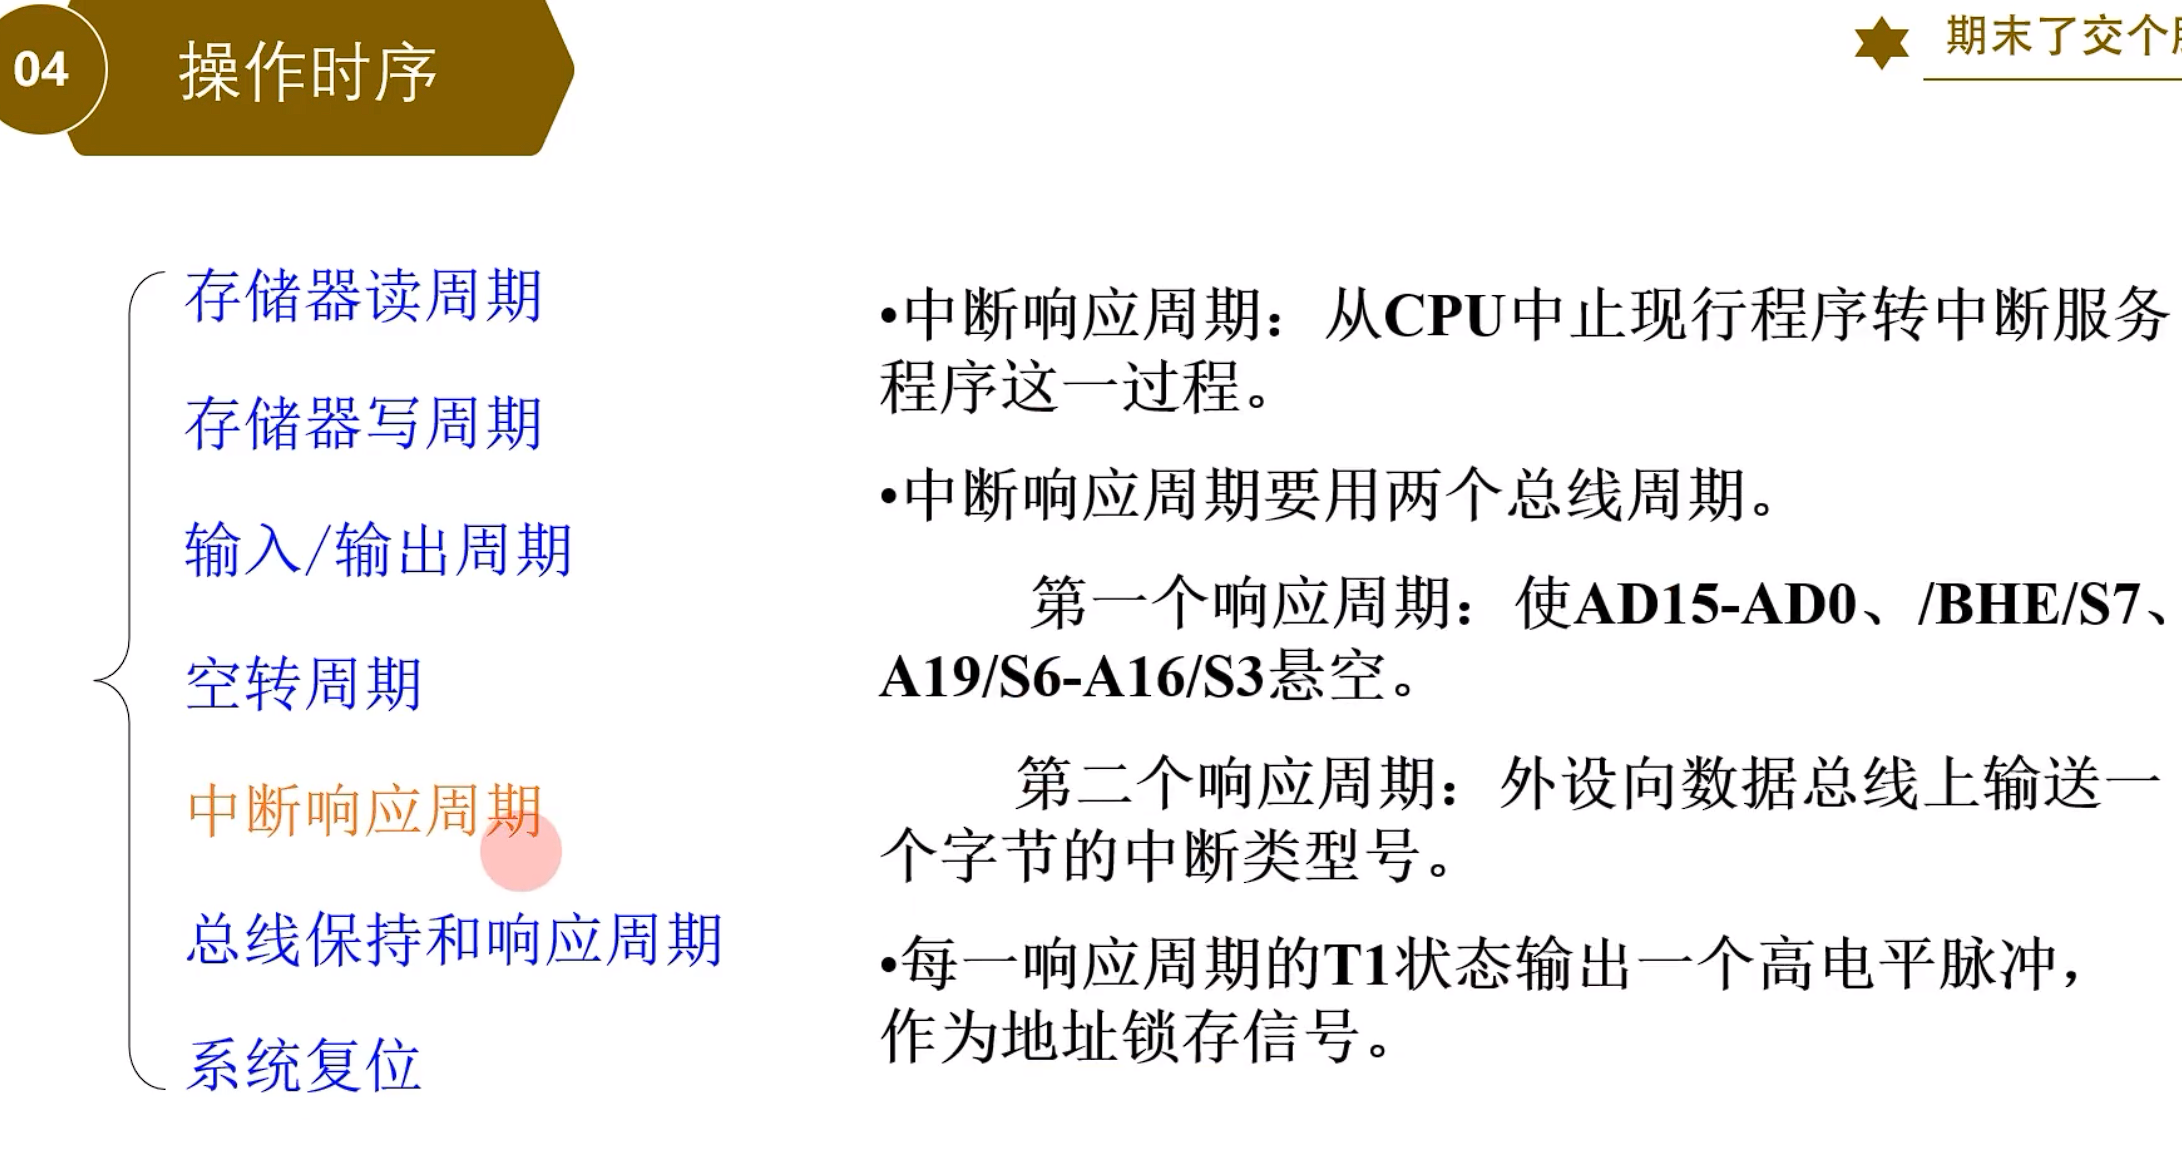 04
操作时序
期末了交个
存储器读周期
存储器写周期
输入/输出周期
空转周期
中断响应周期
总线保持和响应周期
系统复位
•中断响应周期：从CPU中止现行程序转中断服务
程序这一过程。
•中断响应周期要用两个总线周期。
第一个响应周期：使AD15-AD0、/BHE/S7、
A19/S6-A16/S3悬空。
第二个响应周期：外设向数据总线上输送一
个字节的中断类型号。
•每一响应周期的T1状态输出一个高电平脉冲，
作为地址锁存信号。